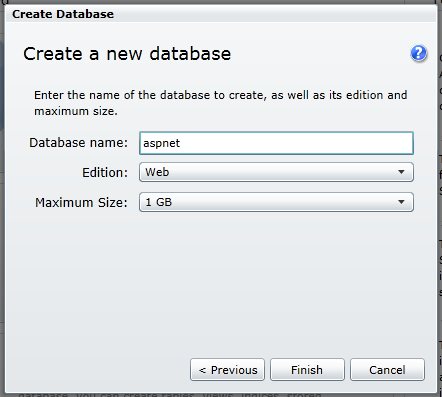 Create Database
Create a new database
?
Enter the name of the database to create, as well as its edition and
maximum size.
Database name: aspnet
Edition: Web
Maximum Size: 1 GB
< Previous Finish Cancel